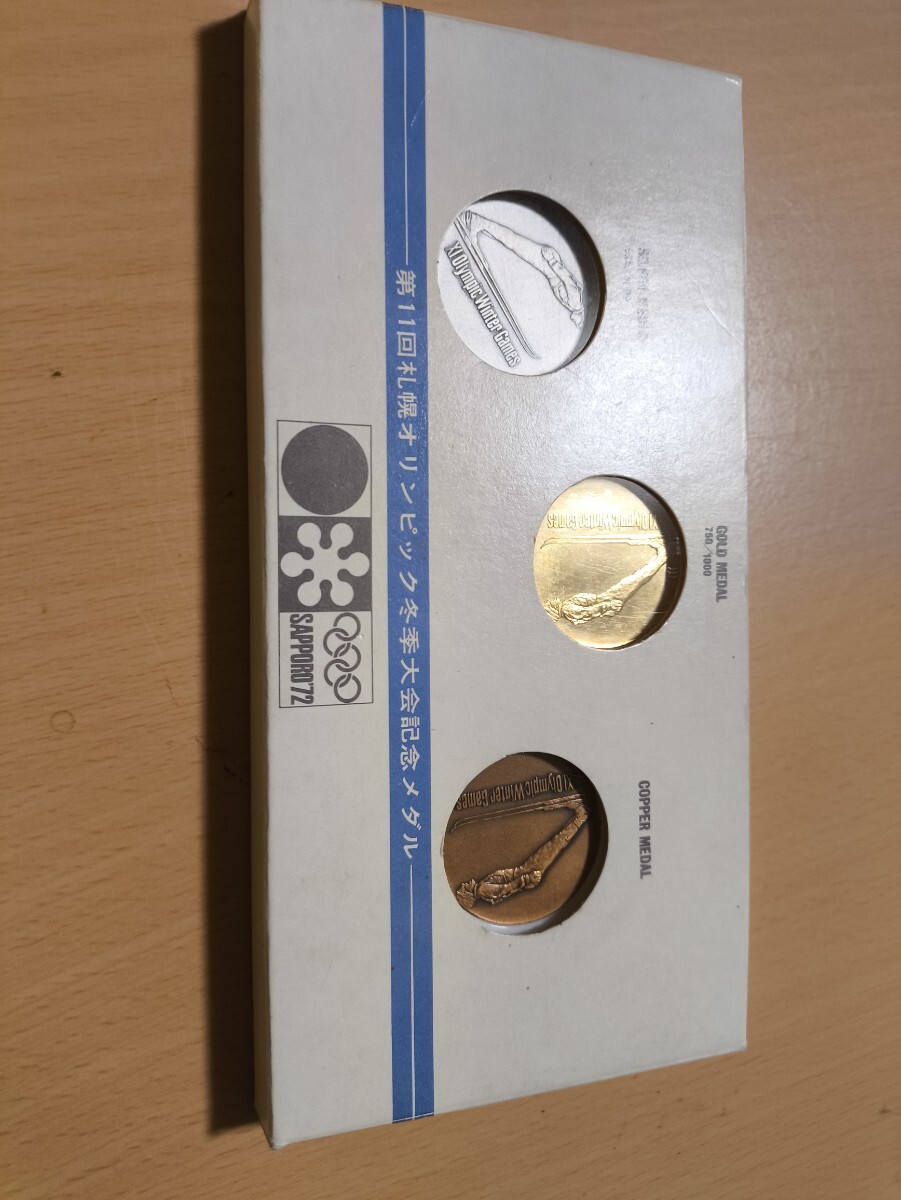 GOLD MEDAL
750/1000
COPPER MEDAL
XI Olympic Winter Games
XI Olympic Winter Games
XI Olympic Winter Games
第11回札幌オリンピック冬季大会記念メダル
SAPPORO'72